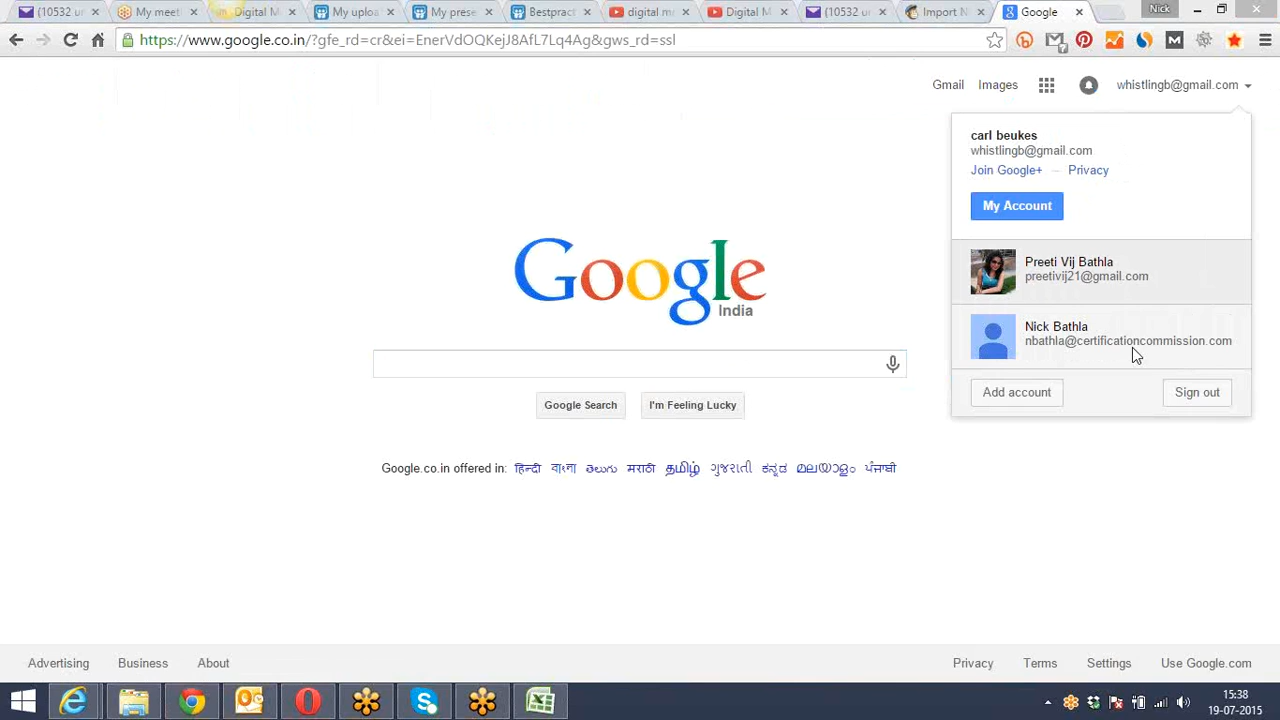 (10532 un
My meeti
Digital M
My uploa
My prese
Bestpract
digital m
Digital M
(10532 un
Import N
Google
Nick
https://www.google.co.in/?gfe_rd=cr&ei=EnerVdOQKejJ8AfL7Lq4Ag&gws_rd=ssl
Gmail Images whistlingb@gmail.com
carl beukes
whistlingb@gmail.com
Join Google+ — Privacy
My Account
Preeti Vij Bathla
preetivij21@gmail.com
Nick Bathla
nbathla@certificationcommission.com
Add account Sign out
Google
India
Google Search I'm Feeling Lucky
Google.co.in offered in: हिन्दी বাংলা తెలుగు मराठी தமிழ் ગુજરાતી ಕನ್ನಡ മലയാളം ਪੰਜਾਬੀ
Advertising Business About Privacy Terms Settings Use Google.com
15:38
19-07-2015